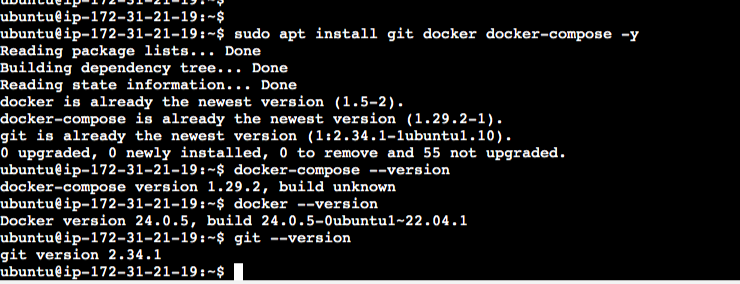 ubuntu@ip-172-31-21-19:~$
ubuntu@ip-172-31-21-19:~$
ubuntu@ip-172-31-21-19:~$ sudo apt install git docker docker-compose -y
Reading package lists... Done
Building dependency tree... Done
Reading state information... Done
docker is already the newest version (1.5-2).
docker-compose is already the newest version (1.29.2-1).
git is already the newest version (1:2.34.1-1ubuntu1.10).
0 upgraded, 0 newly installed, 0 to remove and 55 not upgraded.
ubuntu@ip-172-31-21-19:~$ docker-compose --version
docker-compose version 1.29.2, build unknown
ubuntu@ip-172-31-21-19:~$ docker --version
Docker version 24.0.5, build 24.0.5-0ubuntu1~22.04.1
ubuntu@ip-172-31-21-19:~$ git --version
git version 2.34.1
ubuntu@ip-172-31-21-19:~$